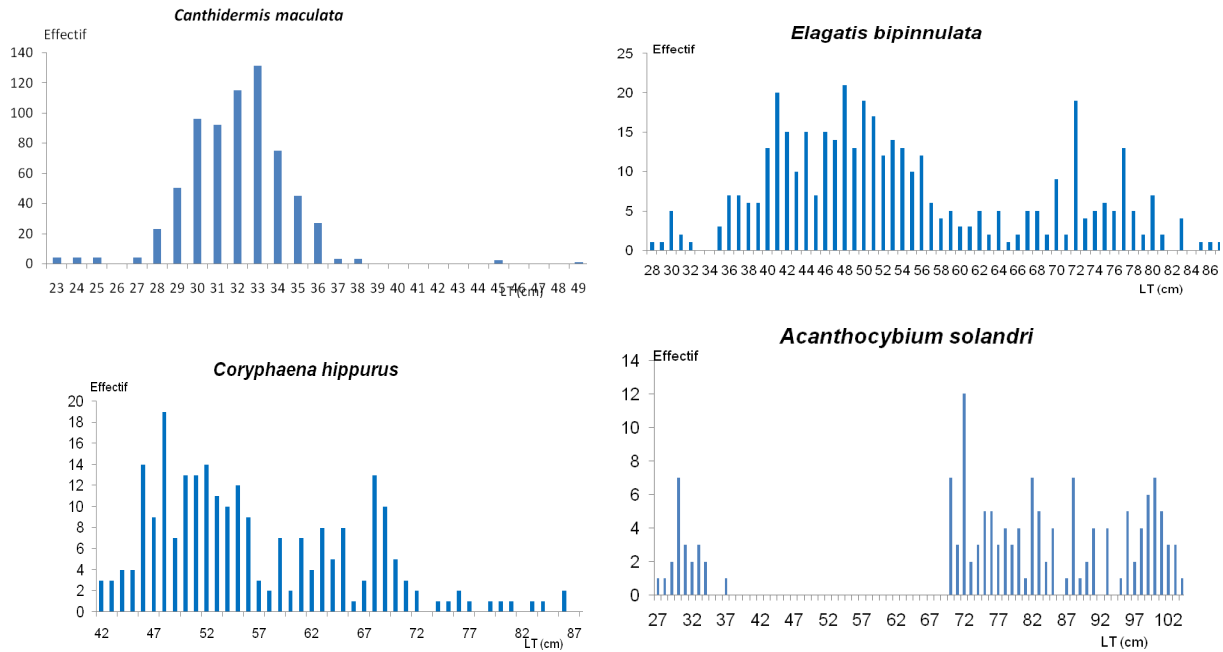 Canthidermis maculata
Effectif
140
120
100
80
60
40
20
0
23 24 25 26 27 28 29 30 31 32 33 34 35 36 37 38 39 40 41 42 43 44 45 46 47 48 49
LT (cm)
Elagatis bipinnulata
Effectif
25
20
15
10
5
0
28 30 32 34 36 38 40 42 44 46 48 50 52 54 56 58 60 62 64 66 68 70 72 74 76 78 80 82 84 86
LT (cm)
Coryphaena hippurus
Effectif
20
18
16
14
12
10
8
6
4
2
0
42 47 52 57 62 67 72 77 82 87
LT (cm)
Acanthocybium solandri
Effectif
14
12
10
8
6
4
2
0
27 32 37 42 47 52 57 62 67 72 77 82 87 92 97 102
LT (cm)